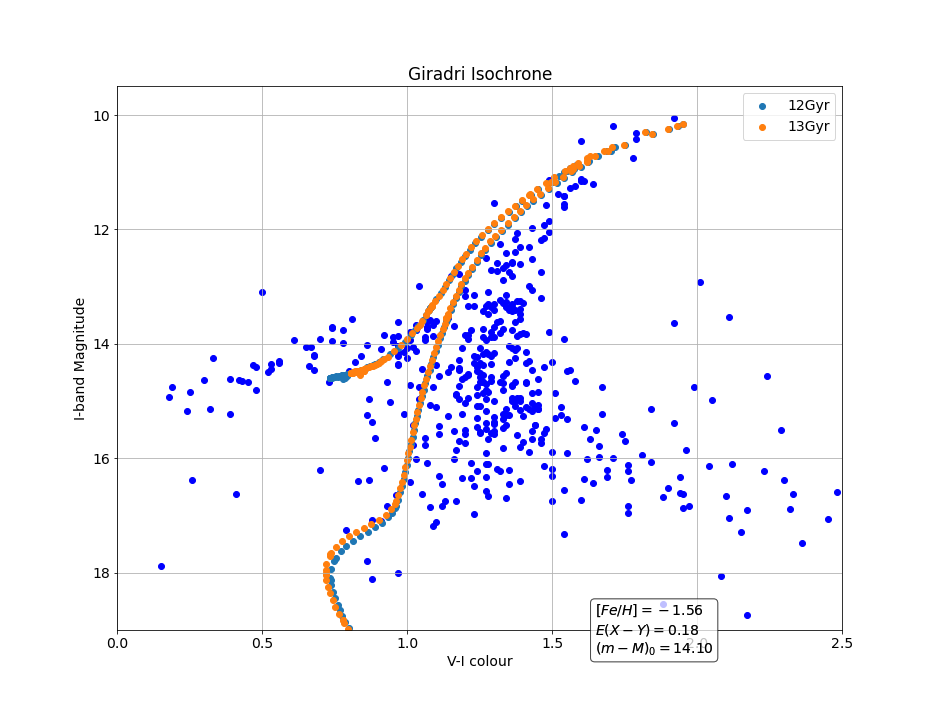 Giradri Isochrone
12Gyr
13Gyr
10
12
14
16
18
I-band Magnitude
0.0
0.5
1.0
1.5
2.0
2.5
V-I colour
[Fe/H] = −1.56
E(X − Y) = 0.18
(m − M)₀ = 14.10